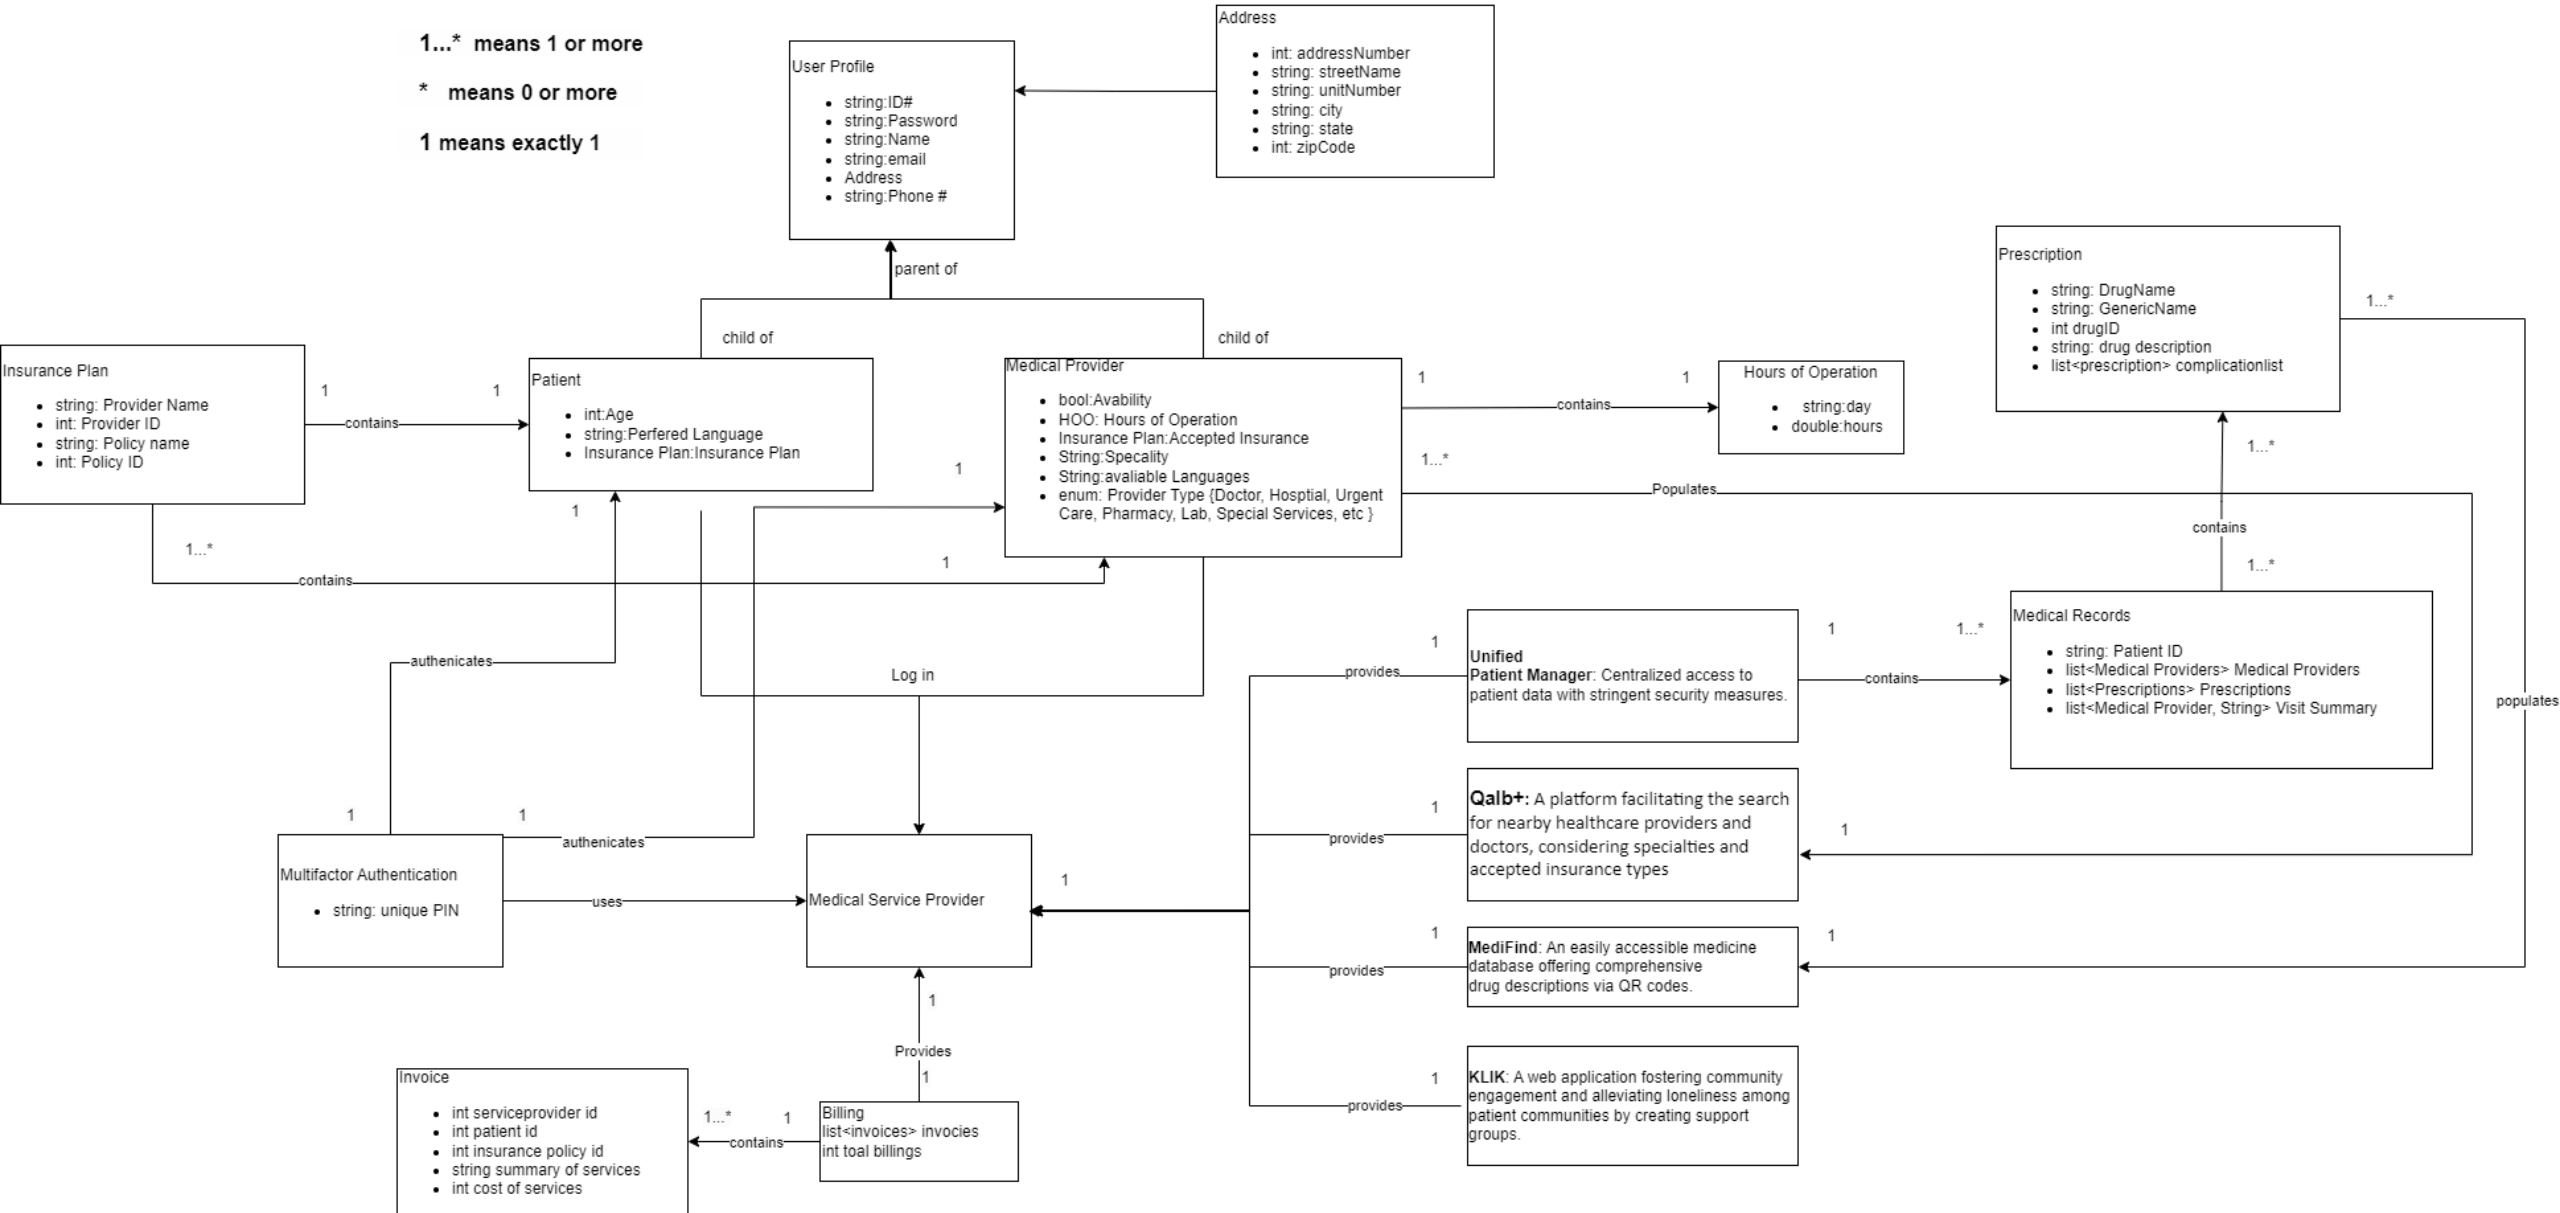 1...* means 1 or more
* means 0 or more
1 means exactly 1
User Profile
string:ID#
string:Password
string:Name
string:email
Address
string:Phone #
Address
int: addressNumber
string: streetName
string: unitNumber
string: city
string: state
int: zipCode
parent of
child of
child of
Insurance Plan
string: Provider Name
int: Provider ID
string: Policy name
int: Policy ID
1
1
contains
1...*
1
contains
Patient
int:Age
string:Perfered Language
Insurance Plan:Insurance Plan
1
1
Medical Provider
bool:Avability
HOO: Hours of Operation
Insurance Plan:Accepted Insurance
String:Specality
String:avaliable Languages
enum: Provider Type {Doctor, Hosptial, Urgent
Care, Pharmacy, Lab, Special Services, etc }
1
1
contains
1...*
Populates
Hours of Operation
string:day
double:hours
Prescription
string: DrugName
string: GenericName
int drugID
string: drug description
list<prescription> complicationlist
1...*
1...*
contains
1...*
populates
Medical Records
string: Patient ID
list<Medical Providers> Medical Providers
list<Prescriptions> Prescriptions
list<Medical Provider, String> Visit Summary
authenicates
Log in
1
1
authenicates
Multifactor Authentication
string: unique PIN
uses
Medical Service Provider
1
1
provides
Unified
Patient Manager: Centralized access to
patient data with stringent security measures.
1
1...*
contains
1
provides
Qalb+: A platform facilitating the search
for nearby healthcare providers and
doctors, considering specialties and
accepted insurance types
1
1
provides
MediFind: An easily accessible medicine
database offering comprehensive
drug descriptions via QR codes.
1
1
provides
KLIK: A web application fostering community
engagement and alleviating loneliness among
patient communities by creating support
groups.
1
Provides
1
Billing
list<invoices> invocies
int toal billings
1...*
1
contains
Invoice
int serviceprovider id
int patient id
int insurance policy id
string summary of services
int cost of services